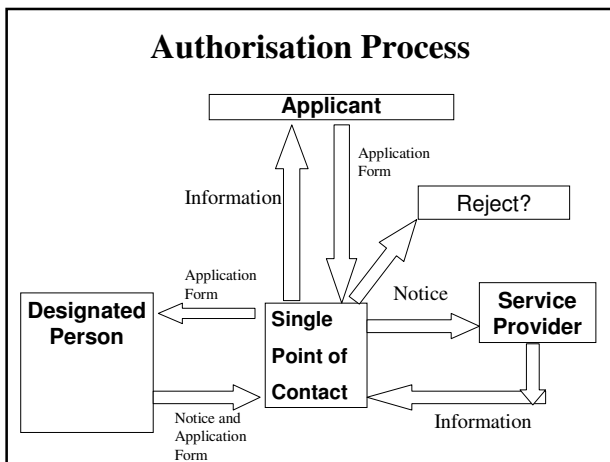 Authorisation Process
Applicant
Application
Form
Information
Reject?
Application
Form
Notice
Designated
Person
Single
Point of
Contact
Service
Provider
Notice and
Application
Form
Information